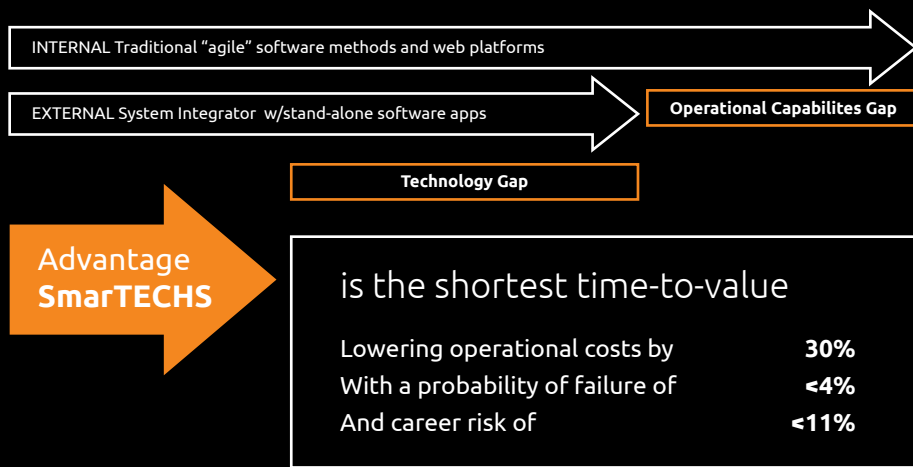 INTERNAL Traditional “agile” software methods and web platforms
EXTERNAL System Integrator w/stand-alone software apps
Operational Capabilites Gap
Technology Gap
Advantage
SmarTECHS
is the shortest time-to-value
Lowering operational costs by 30%
With a probability of failure of <4%
And career risk of <11%